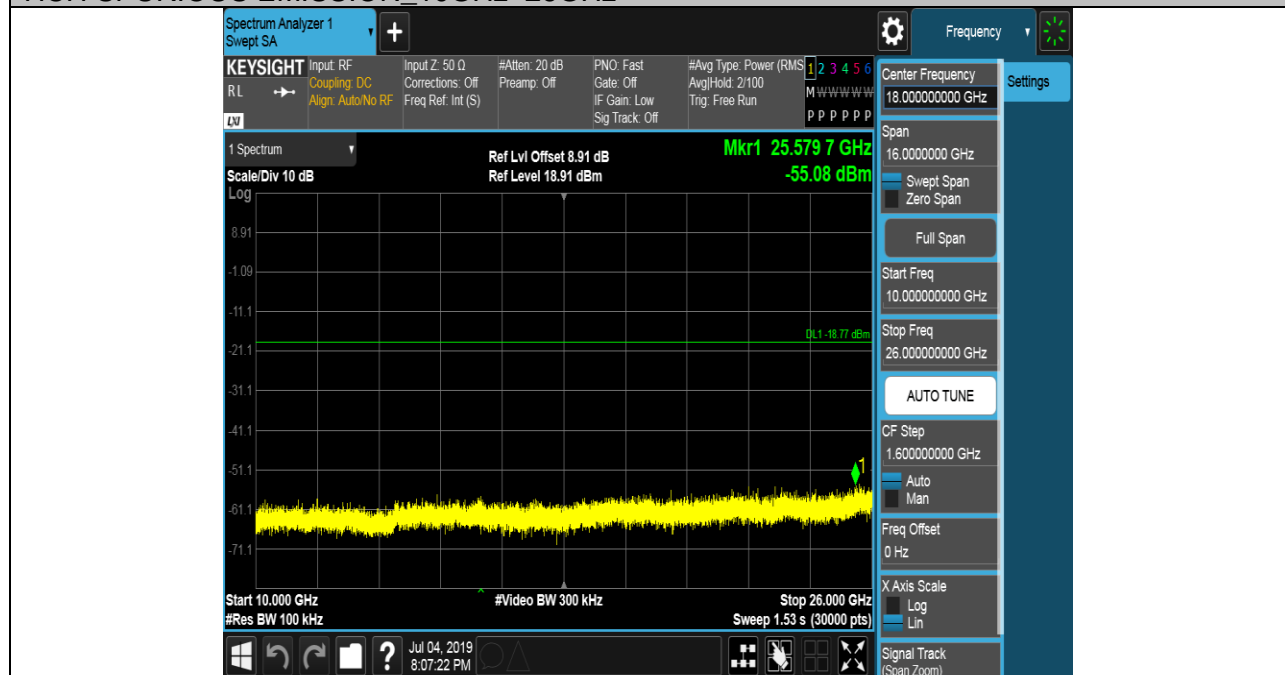 Spectrum Analyzer 1
Swept SA
+
Frequency
KEYSIGHT
RL
LXI
Input: RF
Coupling: DC
Align: Auto/No RF
Input Z: 50 Ω
Corrections: Off
Freq Ref: Int (S)
#Atten: 20 dB
Preamp: Off
PNO: Fast
Gate: Off
IF Gain: Low
Sig Track: Off
#Avg Type: Power (RMS
Avg|Hold: 2/100
Trig: Free Run
1 2 3 4 5 6
M W W W W W
P P P P P P
1 Spectrum
Scale/Div 10 dB
Log
Ref Lvl Offset 8.91 dB
Ref Level 18.91 dBm
Mkr1 25.579 7 GHz
-55.08 dBm
8.91
-1.09
-11.1
DL1 -18.77 dBm
-21.1
-31.1
-41.1
-51.1
1
-61.1
-71.1
Start 10.000 GHz
#Res BW 100 kHz
#Video BW 300 kHz
Stop 26.000 GHz
Sweep 1.53 s (30000 pts)
?
Jul 04, 2019
8:07:22 PM
Center Frequency
18.000000000 GHz
Settings
Span
16.0000000 GHz
Swept Span
Zero Span
Full Span
Start Freq
10.000000000 GHz
Stop Freq
26.000000000 GHz
AUTO TUNE
CF Step
1.600000000 GHz
Auto
Man
Freq Offset
0 Hz
X Axis Scale
Log
Lin
Signal Track
(Span Zoom)